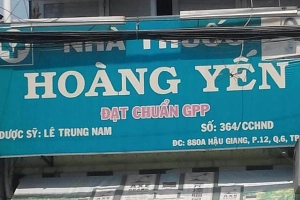 NHÀ THUỐC
HOÀNG YẾN
ĐẠT CHUẨN GPP
DƯỢC SỸ: LÊ TRUNG NAM
SỐ: 364/CCHND
ĐC: 880A HẬU GIANG, P.12, Q.6, TP